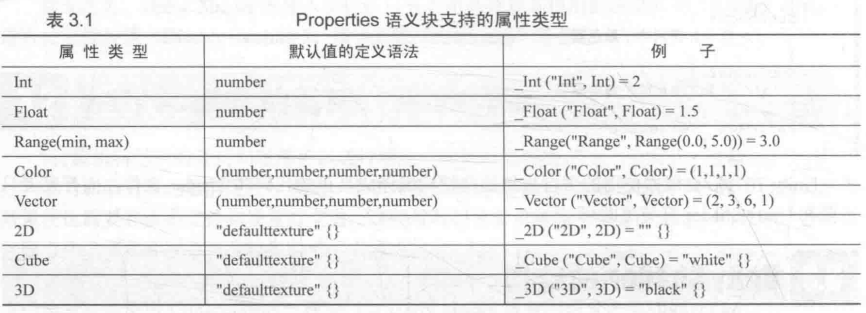 表 3.1 Properties 语义块支持的属性类型
属 性 类 型 默认值的定义语法 例 子
Int number _Int ("Int", Int) = 2
Float number _Float ("Float", Float) = 1.5
Range(min, max) number _Range("Range", Range(0.0, 5.0)) = 3.0
Color (number,number,number,number) _Color ("Color", Color) = (1,1,1,1)
Vector (number,number,number,number) _Vector ("Vector", Vector) = (2, 3, 6, 1)
2D "defaulttexture" {} _2D ("2D", 2D) = "" {}
Cube "defaulttexture" {} _Cube ("Cube", Cube) = "white" {}
3D "defaulttexture" {} _3D ("3D", 3D) = "black" {}